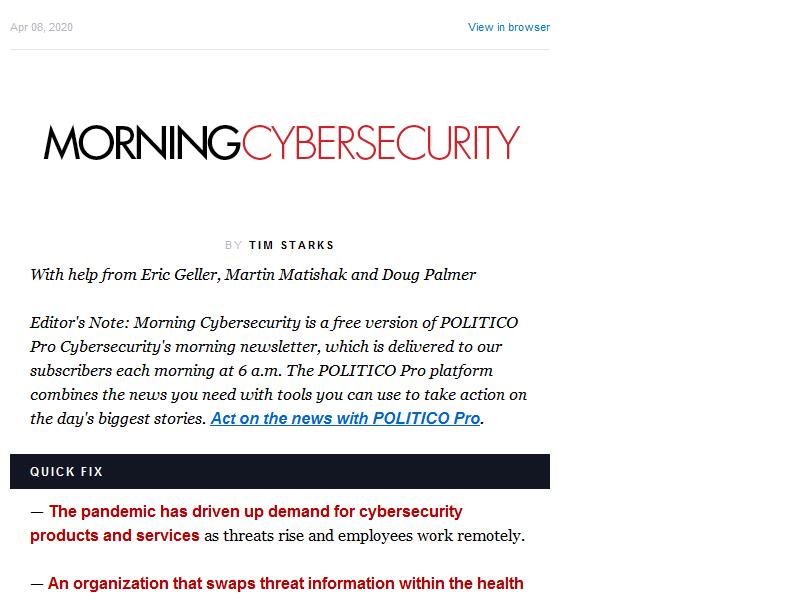 Apr 08, 2020
View in browser
MORNINGCYBERSECURITY
BY TIM STARKS
With help from Eric Geller, Martin Matishak and Doug Palmer
Editor's Note: Morning Cybersecurity is a free version of POLITICO
Pro Cybersecurity's morning newsletter, which is delivered to our
subscribers each morning at 6 a.m. The POLITICO Pro platform
combines the news you need with tools you can use to take action on
the day's biggest stories. Act on the news with POLITICO Pro.
QUICK FIX
— The pandemic has driven up demand for cybersecurity
products and services as threats rise and employees work remotely.
— An organization that swaps threat information within the health